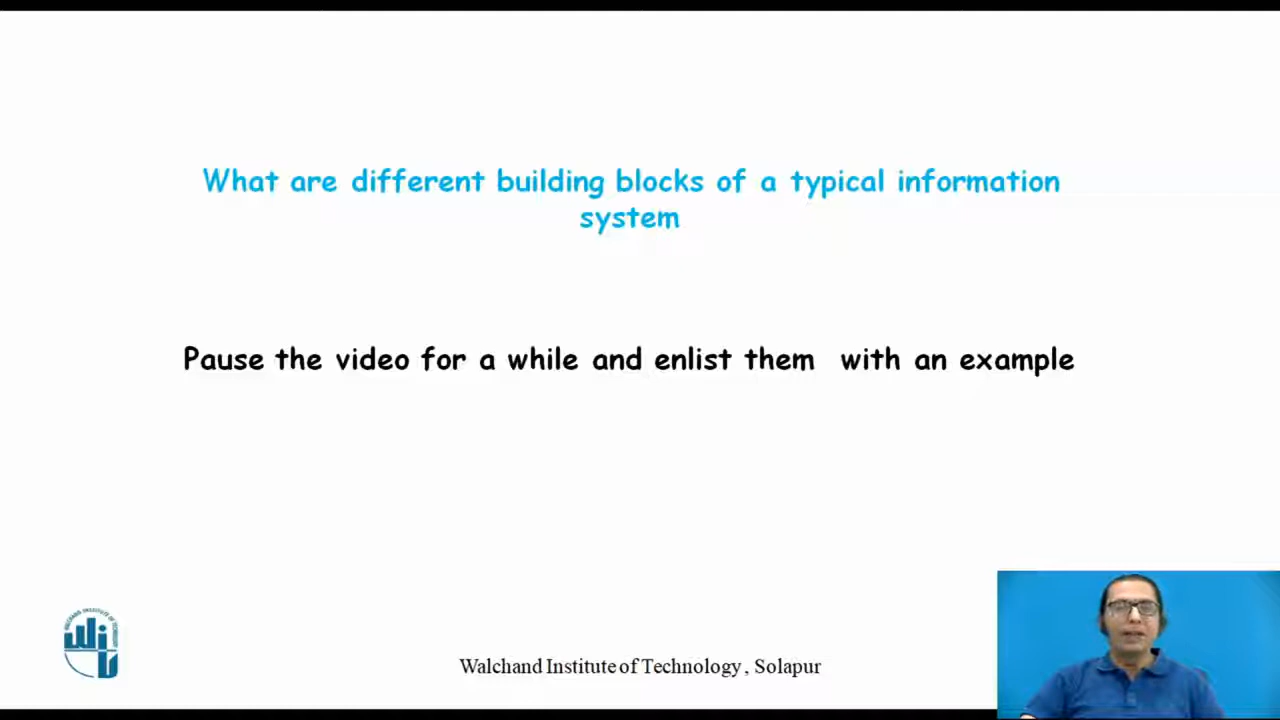 What are different building blocks of a typical information
system
Pause the video for a while and enlist them with an example
Walchand Institute of Technology, Solapur